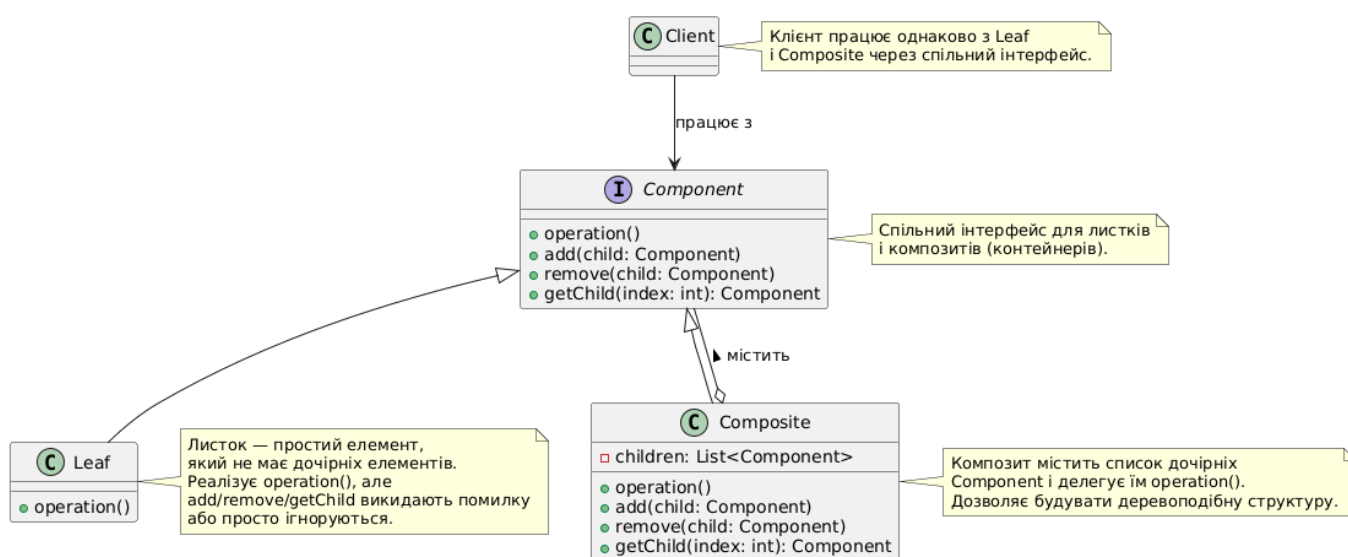 C Client
Клієнт працює однаково з Leaf
і Composite через спільний інтерфейс.
працює з
I Component
operation()
add(child: Component)
remove(child: Component)
getChild(index: int): Component
Спільний інтерфейс для листків
і композитів (контейнерів).
містить
C Leaf
operation()
Листок — простий елемент,
який не має дочірніх елементів.
Реалізує operation(), але
add/remove/getChild викидають помилку
або просто ігноруються.
C Composite
children: List<Component>
operation()
add(child: Component)
remove(child: Component)
getChild(index: int): Component
Композит містить список дочірніх
Component і делегує їм operation().
Дозволяє будувати деревоподібну структуру.